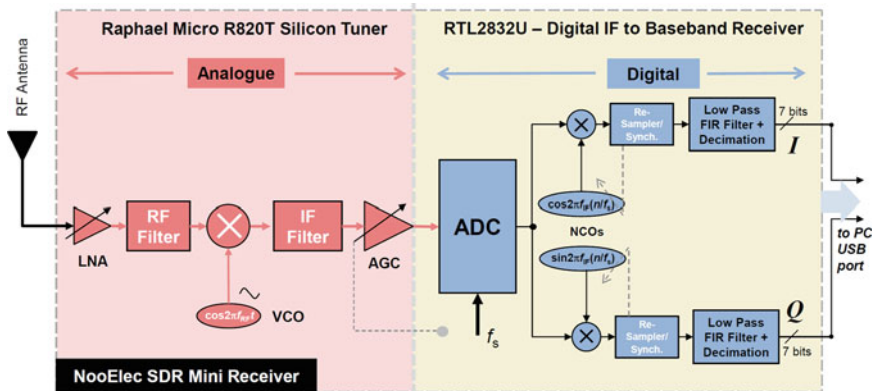 Raphael Micro R820T Silicon Tuner
RTL2832U – Digital IF to Baseband Receiver
RF Antenna
Analogue
Digital
LNA
RF
Filter
IF
Filter
AGC
cos2πfRFt
VCO
ADC
fs
cos2πfIF(n/fs)
NCOs
sin2πfIF(n/fs)
Re-
Sampler/
Synch.
Low Pass
FIR Filter +
Decimation
7 bits
I
Re-
Sampler/
Synch.
Low Pass
FIR Filter +
Decimation
Q
7 bits
to PC
USB
port
NooElec SDR Mini Receiver